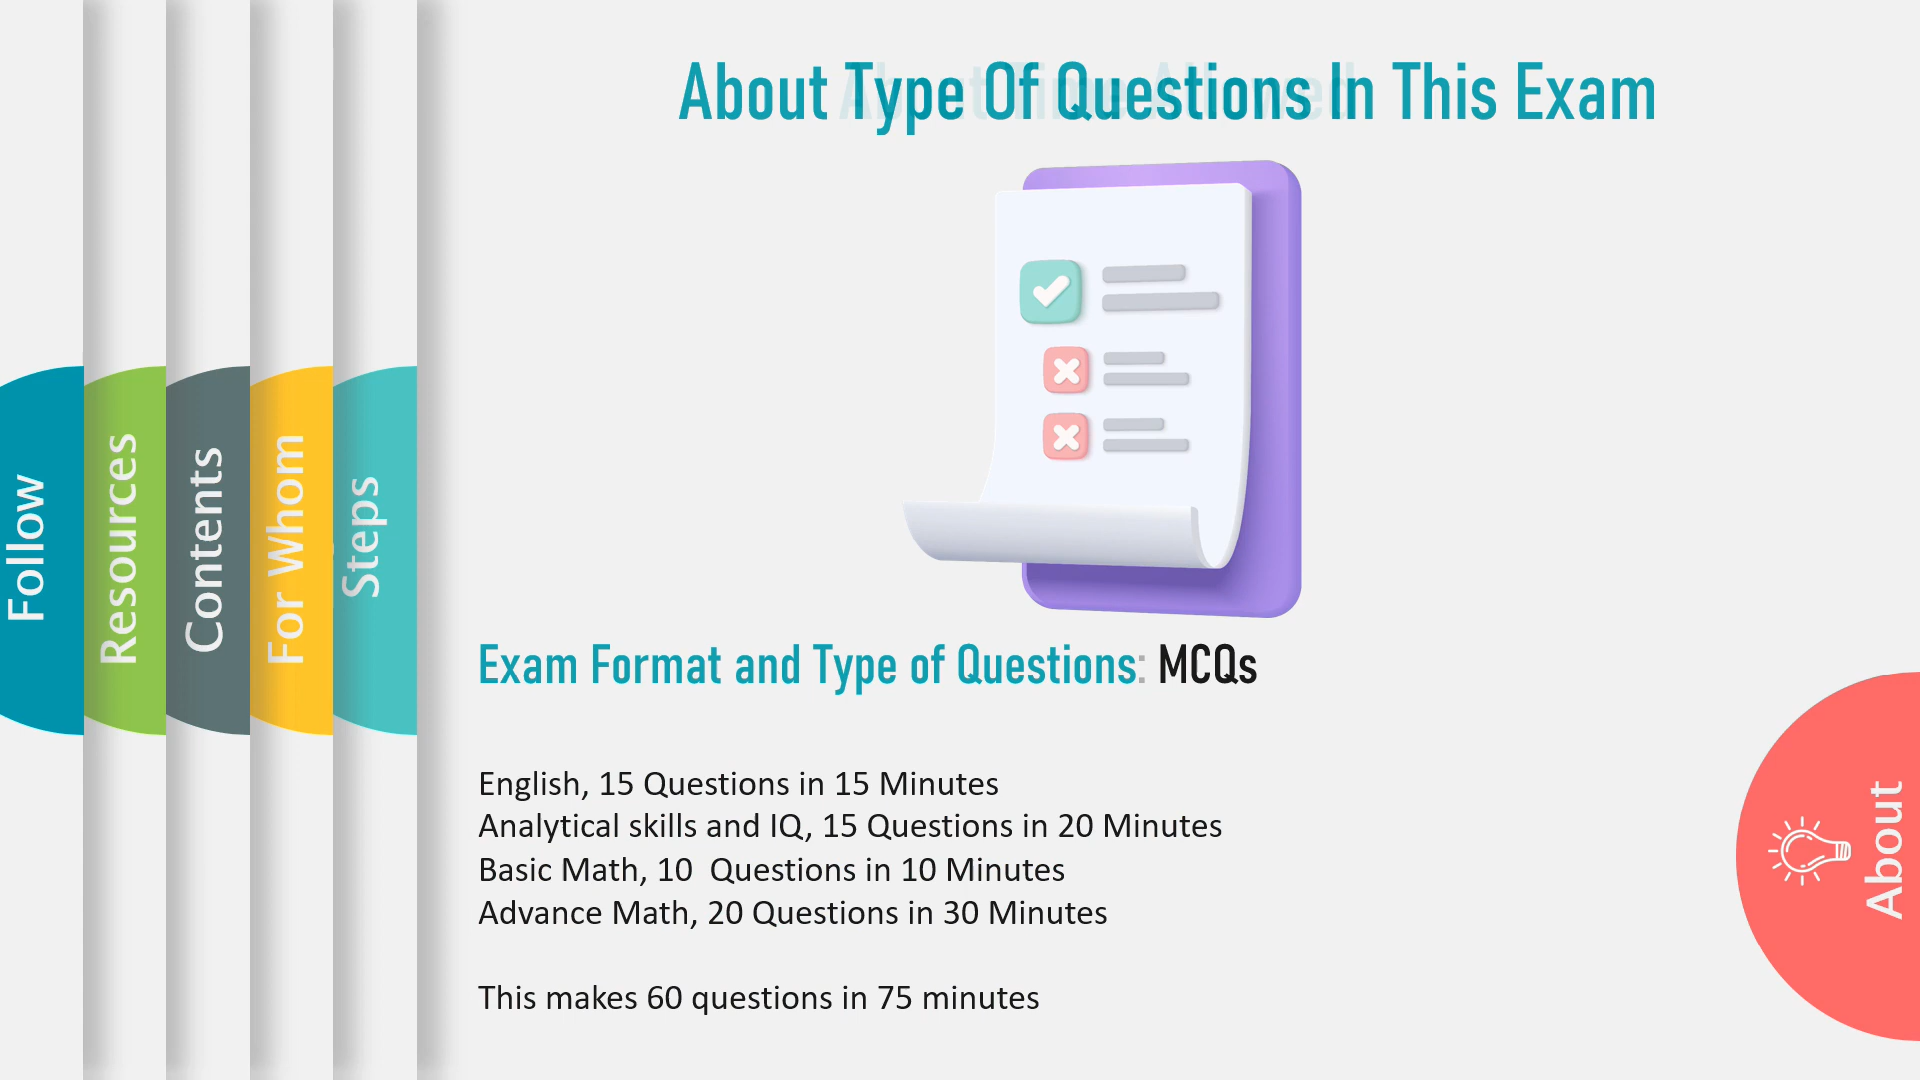 About Type Of Questions In This Exam
About Time Allowed
Follow
Resources
Contents
For Whom
Steps
Exam Format and Type of Questions: MCQs
English, 15 Questions in 15 Minutes
Analytical skills and IQ, 15 Questions in 20 Minutes
Basic Math, 10 Questions in 10 Minutes
Advance Math, 20 Questions in 30 Minutes
This makes 60 questions in 75 minutes
About